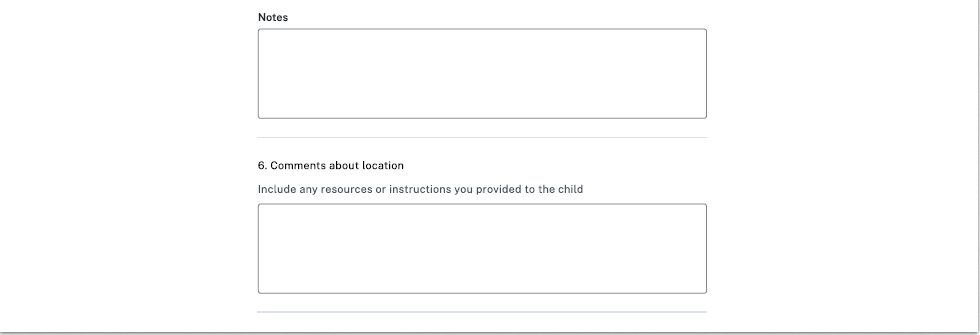 Notes
6. Comments about location
Include any resources or instructions you provided to the child